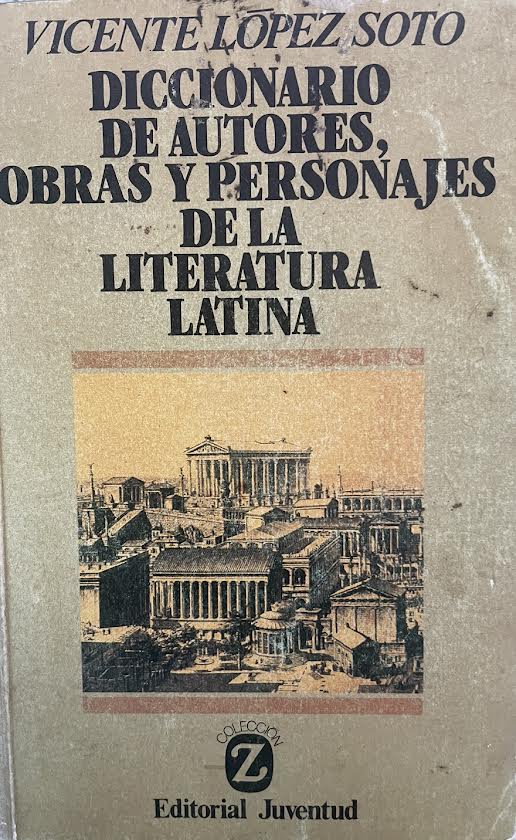 VICENTE LÓPEZ SOTO
DICCIONARIO
DE AUTORES,
OBRAS Y PERSONAJES
DE LA
LITERATURA
LATINA
COLECCIÓN
Z
Editorial Juventud